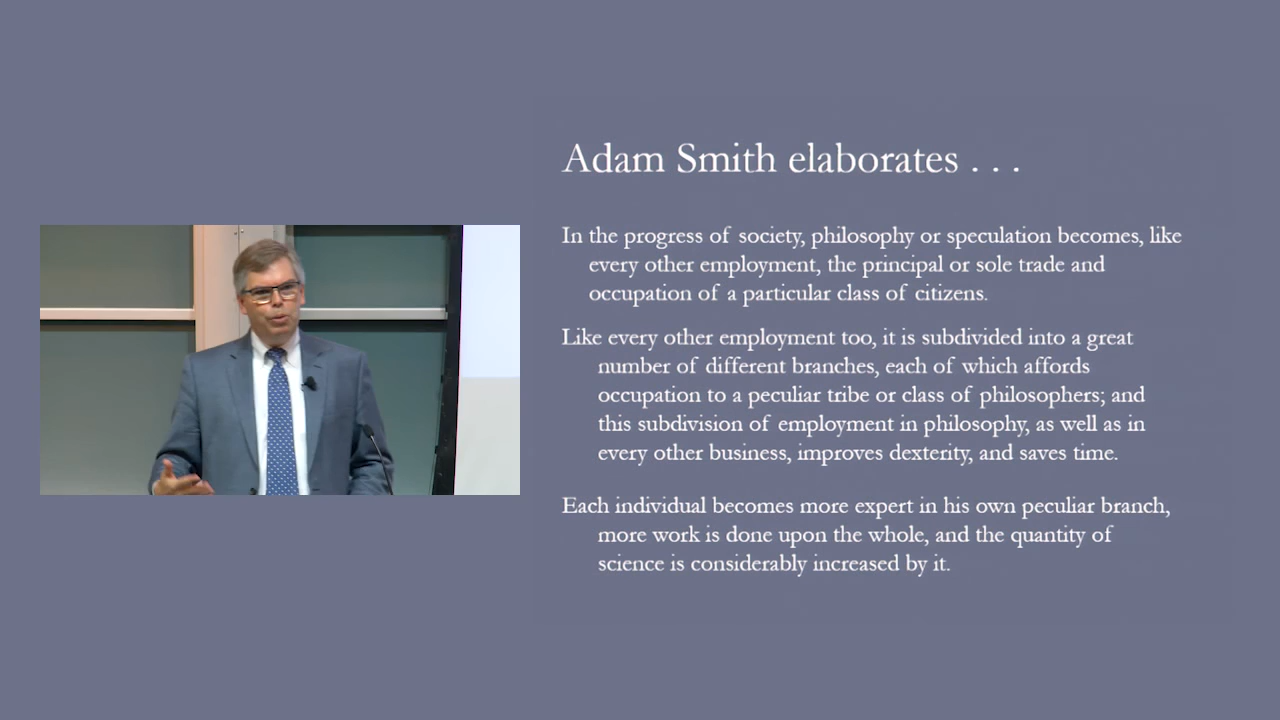 Adam Smith elaborates . . .
In the progress of society, philosophy or speculation becomes, like
every other employment, the principal or sole trade and
occupation of a particular class of citizens.
Like every other employment too, it is subdivided into a great
number of different branches, each of which affords
occupation to a peculiar tribe or class of philosophers; and
this subdivision of employment in philosophy, as well as in
every other business, improves dexterity, and saves time.
Each individual becomes more expert in his own peculiar branch,
more work is done upon the whole, and the quantity of
science is considerably increased by it.